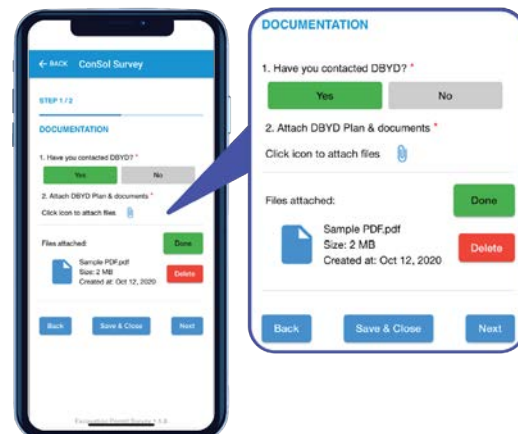 ← BACK ConSol Survey
STEP 1 / 2
DOCUMENTATION
1. Have you contacted DBYD? *
Yes No
2. Attach DBYD Plan & documents *
Click icon to attach files
Files attached:
Done
Sample PDF.pdf
Size: 2 MB
Created at: Oct 12, 2020
Delete
Back Save & Close Next
Excavation Permit Survey
DOCUMENTATION
1. Have you contacted DBYD? *
Yes No
2. Attach DBYD Plan & documents *
Click icon to attach files
Files attached:
Done
Sample PDF.pdf
Size: 2 MB
Created at: Oct 12, 2020
Delete
Back Save & Close Next